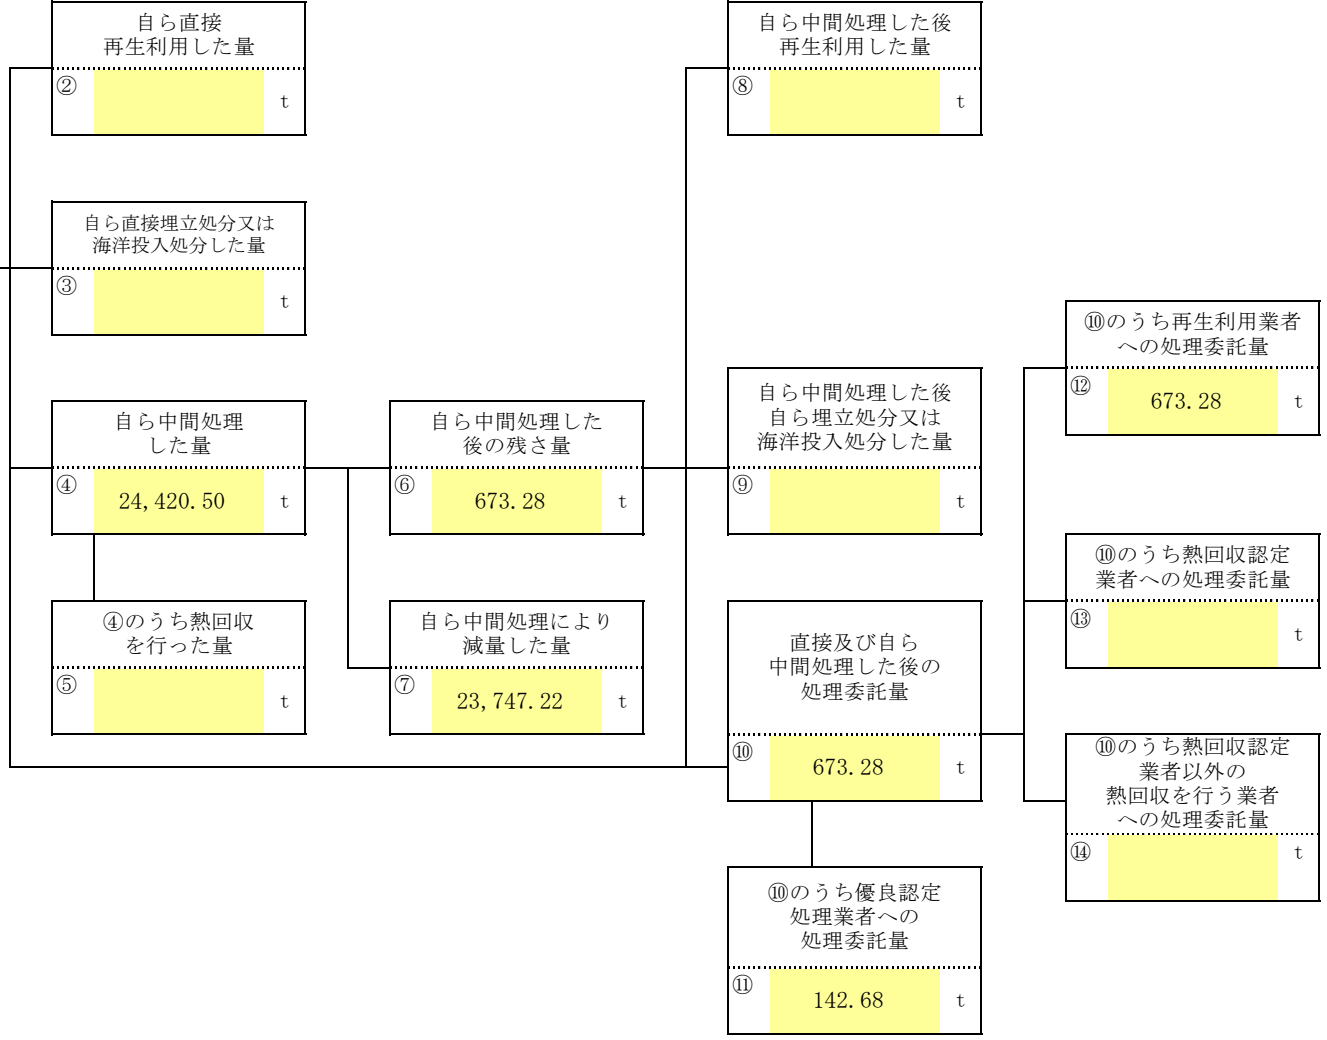 自ら直接
再生利用した量
②
t
自ら中間処理した後
再生利用した量
⑧
t
自ら直接埋立処分又は
海洋投入処分した量
③
t
⑩のうち再生利用業者
への処理委託量
⑫
673.28 t
自ら中間処理
した量
④
24,420.50 t
自ら中間処理した
後の残さ量
⑥
673.28 t
自ら中間処理した後
自ら埋立処分又は
海洋投入処分した量
⑨
t
⑩のうち熱回収認定
業者への処理委託量
⑬
t
④のうち熱回収
を行った量
⑤
t
自ら中間処理により
減量した量
⑦
23,747.22 t
直接及び自ら
中間処理した後の
処理委託量
⑩
673.28 t
⑩のうち熱回収認定
業者以外の
熱回収を行う業者
への処理委託量
⑭
t
⑩のうち優良認定
処理業者への
処理委託量
⑪
142.68 t